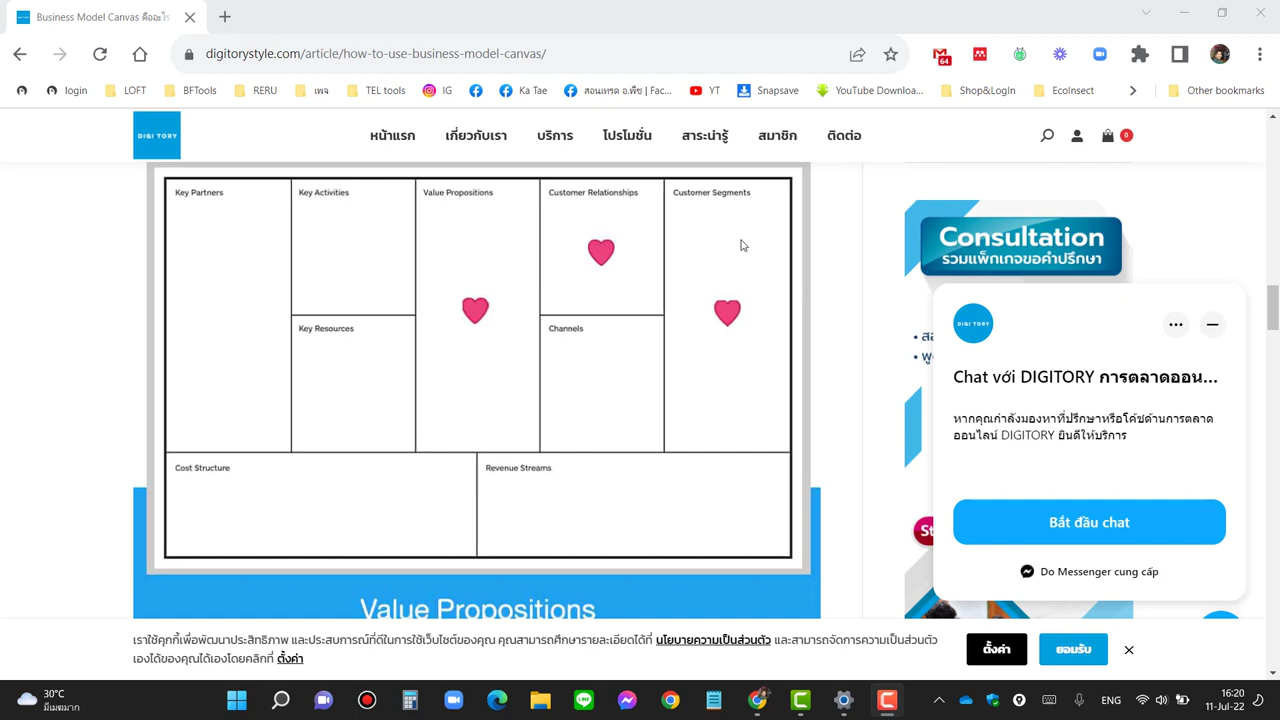 Business Model Canvas คืออะไร
digitorystyle.com/article/how-to-use-business-model-canvas/
64
login
LOFT
BFTools
RERU
เพจ
TEL tools
IG
Ka Tae
สอนเทรด อ.พีช | Fac...
YT
Snapsave
YouTube Downloa...
Shop&LogIn
EcoInsect
Other bookmarks
DIGI TORY
หน้าแรก
เกี่ยวกับเรา
บริการ
โปรโมชั่น
สาระน่ารู้
สมาชิก
ติดต่อ
0
Key Partners
Key Activities
Value Propositions
Customer Relationships
Customer Segments
Key Resources
Channels
Cost Structure
Revenue Streams
Value Propositions
Consultation
รวมแพ็กเกจขอคำปรึกษา
DIGI TORY
Chat với DIGITORY การตลาดออน...
หากคุณกำลังมองหาที่ปรึกษาหรือโค้ชด้านการตลาด
ออนไลน์ DIGITORY ยินดีให้บริการ
Bắt đầu chat
Do Messenger cung cấp
เราใช้คุกกี้เพื่อพัฒนาประสิทธิภาพ และประสบการณ์ที่ดีในการใช้เว็บไซต์ของคุณ คุณสามารถศึกษารายละเอียดได้ที่ นโยบายความเป็นส่วนตัว และสามารถจัดการความเป็นส่วนตัว
เองได้ของคุณได้เองโดยคลิกที่ ตั้งค่า
ตั้งค่า
ยอมรับ
30°C
มีเมฆมาก
ENG
16:20
11-Jul-22